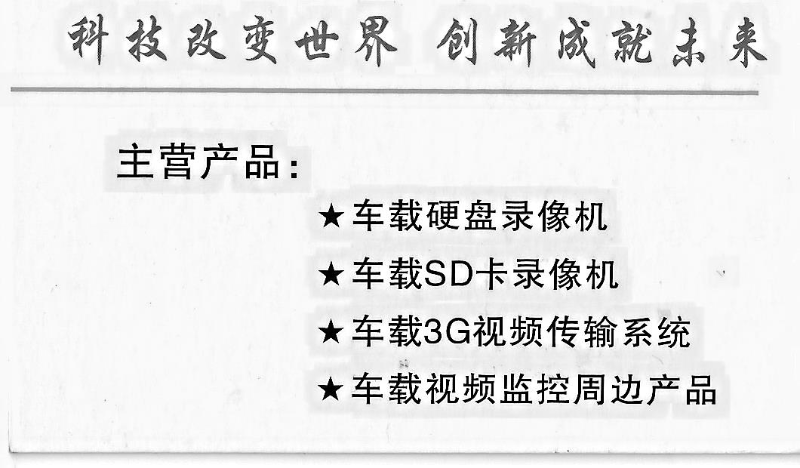 科技改变世界 创新成就未来
主营产品：
★车载硬盘录像机
★车载SD卡录像机
★车载3G视频传输系统
★车载视频监控周边产品